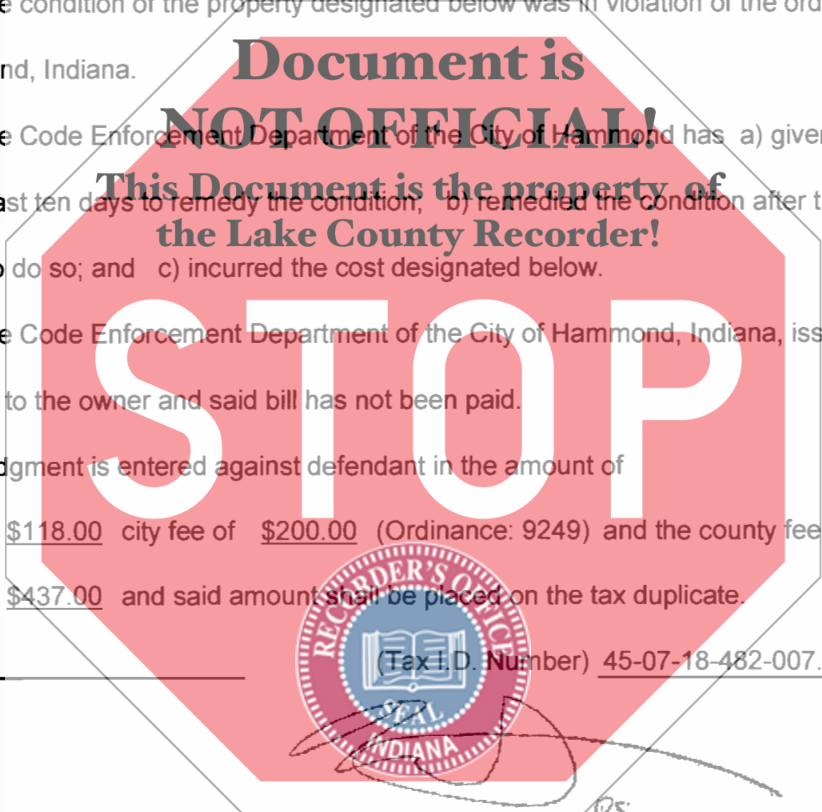 e condition of the property designated below was in violation of the ord
nd, Indiana.
Document is
NOT OFFICIAL!
This Document is the property of
the Lake County Recorder!
e Code Enforcement Department of the City of Hammond has a) given
ast ten days to remedy the condition; b) remedied the condition after t
o do so; and c) incurred the cost designated below.
e Code Enforcement Department of the City of Hammond, Indiana, iss
to the owner and said bill has not been paid.
STOP
dgment is entered against defendant in the amount of
$118.00 city fee of $200.00 (Ordinance: 9249) and the county fee
$437.00 and said amount shall be placed on the tax duplicate.
(Tax I.D. Number) 45-07-18-482-007.
RECORDER'S OFFICE
SEAL
INDIANA